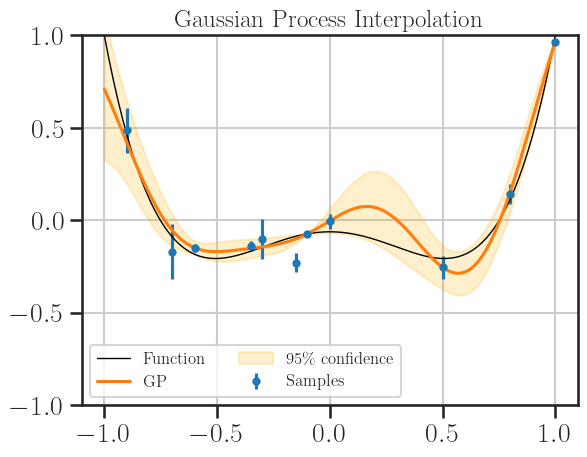 Gaussian Process Interpolation
1.0
0.5
0.0
−0.5
−1.0
Function
GP
95% confidence
Samples
−1.0 −0.5 0.0 0.5 1.0